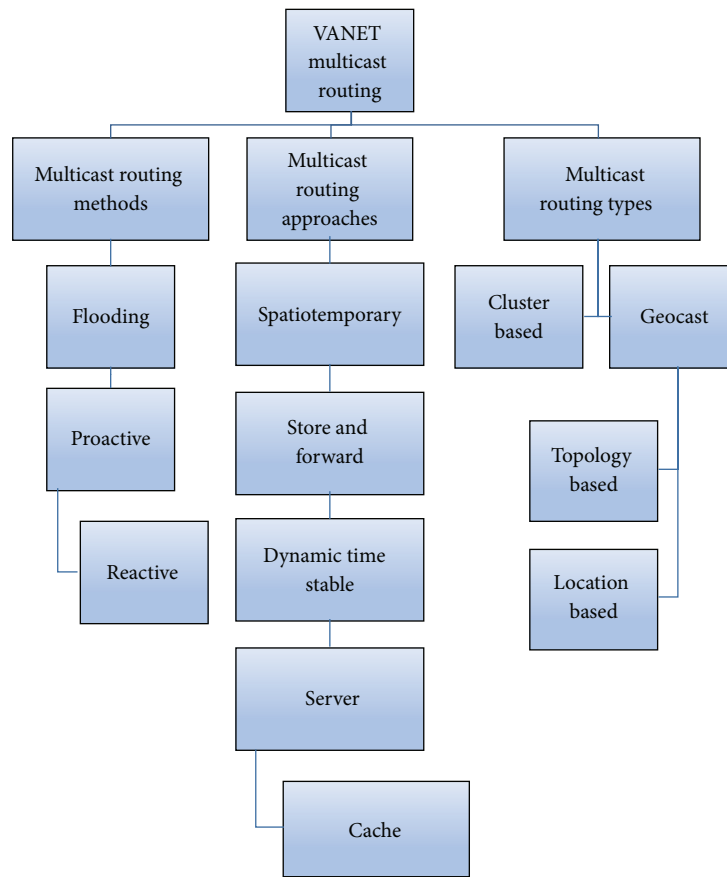 VANET
multicast
routing
Multicast routing
methods
Multicast
routing
approaches
Multicast
routing types
Flooding
Spatiotemporary
Cluster
based
Geocast
Proactive
Store and
forward
Topology
based
Reactive
Dynamic time
stable
Location
based
Server
Cache